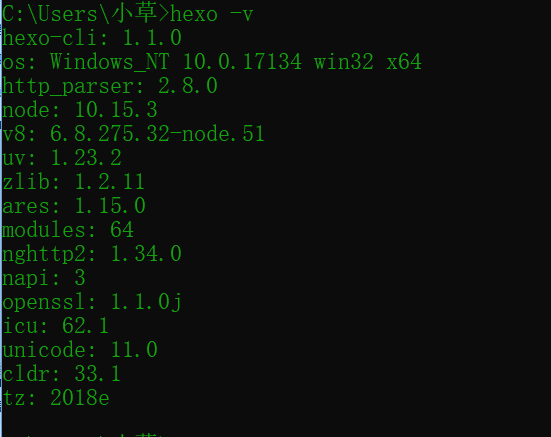 C:\Users\小草>hexo -v
hexo-cli: 1.1.0
os: Windows_NT 10.0.17134 win32 x64
http_parser: 2.8.0
node: 10.15.3
v8: 6.8.275.32-node.51
uv: 1.23.2
zlib: 1.2.11
ares: 1.15.0
modules: 64
nghttp2: 1.34.0
napi: 3
openssl: 1.1.0j
icu: 62.1
unicode: 11.0
cldr: 33.1
tz: 2018e